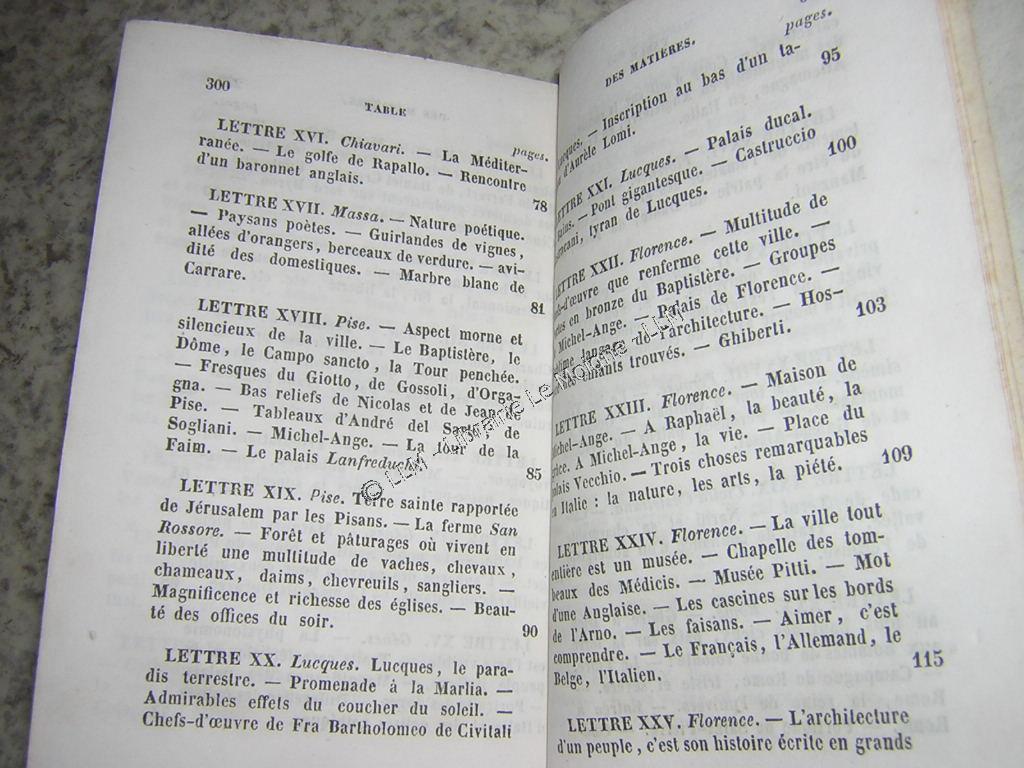 300
TABLE
pages.
LETTRE XVI. Chiavari. — La Méditer-
ranée. — Le golfe de Rapallo. — Rencontre
d'un baronnet anglais. 78
LETTRE XVII. Massa. — Nature poétique.
— Paysans poètes. — Guirlandes de vignes,
allées d'orangers, berceaux de verdure. — avi-
dité des domestiques. — Marbre blanc de
Carrare. 81
LETTRE XVIII. Pise. — Aspect morne et
silencieux de la ville. — Le Baptistère, le
Dôme, le Campo sancto, la Tour penchée.
— Fresques du Giotto, de Gossoli, d'Orga-
gna. — Bas reliefs de Nicolas et de Jean de
Pise. — Tableaux d'André del Sarto, de
Sogliani. — Michel-Ange. — La tour de la
Faim. — Le palais Lanfreduchi. 85
LETTRE XIX. Pise. Terre sainte rapportée
de Jérusalem par les Pisans. — La ferme San
Rossore. — Forêt et pâturages où vivent en
liberté une multitude de vaches, chevaux,
chameaux, daims, chevreuils, sangliers. —
Magnificence et richesse des églises. — Beau-
té des offices du soir. 90
LETTRE XX. Lucques. Lucques, le para-
dis terrestre. — Promenade à la Marlia. —
Admirables effets du coucher du soleil. —
Chefs-d'œuvre de Fra Bartholomeo de Civitali
DES MATIÈRES.
pages.
— Inscription au bas d'un ta-
d'Aurèle Lomi. 95
LETTRE XXI. Lucques. — Palais ducal.
— Pont gigantesque. — Castruccio
tyran de Lucques. 100
LETTRE XXII. Florence. — Multitude de
d'œuvre que renferme cette ville. —
en bronze du Baptistère. — Groupes
Michel-Ange. — Palais de Florence. —
langage de l'architecture. — Hos-
enfants trouvés. — Ghiberti. 103
LETTRE XXIII. Florence. — Maison de
Michel-Ange. — A Raphaël, la beauté, la
A Michel-Ange, la vie. — Place du
Palais Vecchio. — Trois choses remarquables
en Italie : la nature, les arts, la piété. 109
LETTRE XXIV. Florence. — La ville tout
entière est un musée. — Chapelle des tom-
beaux des Médicis. — Musée Pitti. — Mot
d'une Anglaise. — Les cascines sur les bords
de l'Arno. — Les faisans. — Aimer, c'est
comprendre. — Le Français, l'Allemand, le
Belge, l'Italien. 115
LETTRE XXV. Florence. — L'architecture
d'un peuple, c'est son histoire écrite en grands
© LLM / Librairie Le Moine - LLM